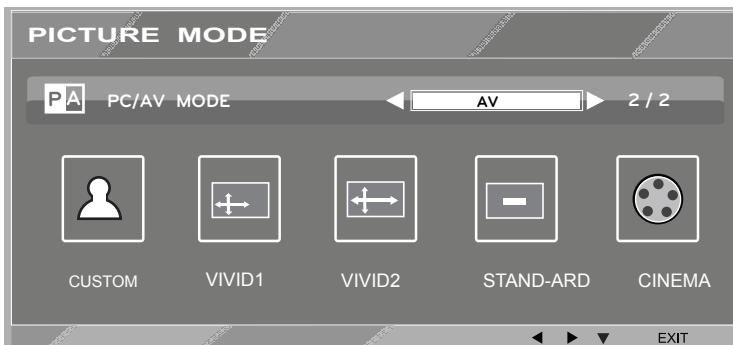 PICTURE MODE
PA PC/AV MODE AV 2 / 2
CUSTOM VIVID1 VIVID2 STAND-ARD CINEMA
EXIT